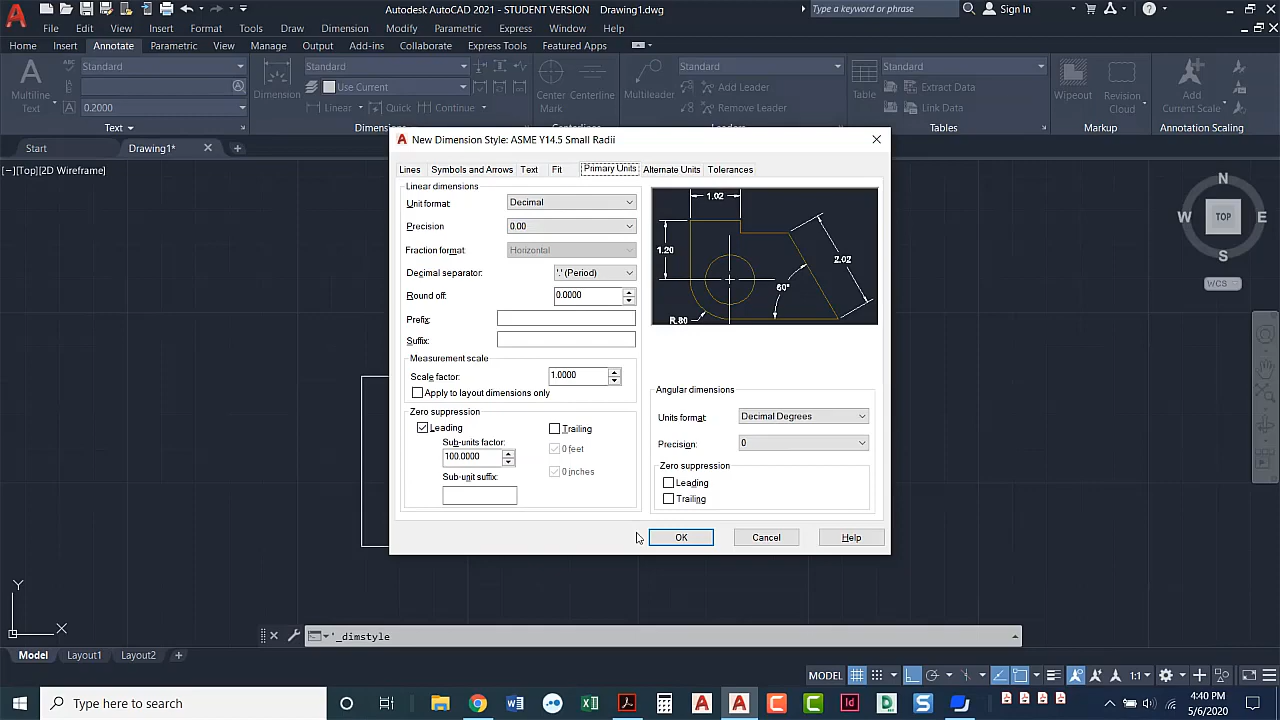 Autodesk AutoCAD 2021 - STUDENT VERSION Drawing1.dwg
Type a keyword or phrase
Sign In
File Edit View Insert Format Tools Draw Dimension Modify Parametric Express Window Help
Home Insert Annotate Parametric View Manage Output Add-ins Collaborate Express Tools Featured Apps
A
Multiline
Text
Standard
0.2000
Text
Dimension
Standard
Use Current
Linear Quick Continue
Dimens
Center
Mark
Centerline
Multileader
Standard
Add Leader
Remove Leader
Table
Standard
Extract Data
Link Data
Tables
Wipeout
Revision
Cloud
Markup
Add
Current Scale
Annotation Scaling
Start
Drawing1*
[−][Top][2D Wireframe]
N
W TOP E
S
WCS
New Dimension Style: ASME Y14.5 Small Radii
Lines Symbols and Arrows Text Fit Primary Units Alternate Units Tolerances
Linear dimensions
Unit format: Decimal
Precision 0.00
Fraction format: Horizontal
Decimal separator: '.' (Period)
Round off: 0.0000
Prefix:
Suffix:
Measurement scale
Scale factor: 1.0000
Apply to layout dimensions only
Zero suppression
Leading
Sub-units factor:
100.0000
Sub-unit suffix:
Trailing
0 feet
0 inches
1.02
1.20
2.02
60°
R.80
Angular dimensions
Units format: Decimal Degrees
Precision: 0
Zero suppression
Leading
Trailing
OK Cancel Help
Y
X
'_dimstyle
Model Layout1 Layout2 +
MODEL
1:1
Type here to search
4:40 PM
5/6/2020